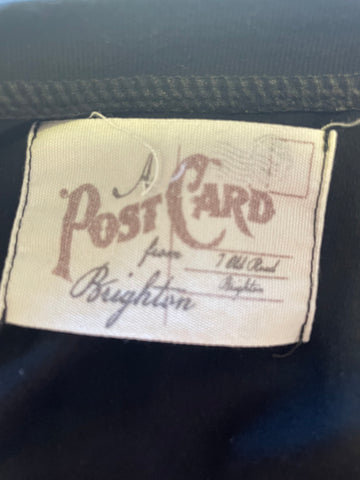 A
POST CARD
from
Brighton
7 Old Road
Brighton